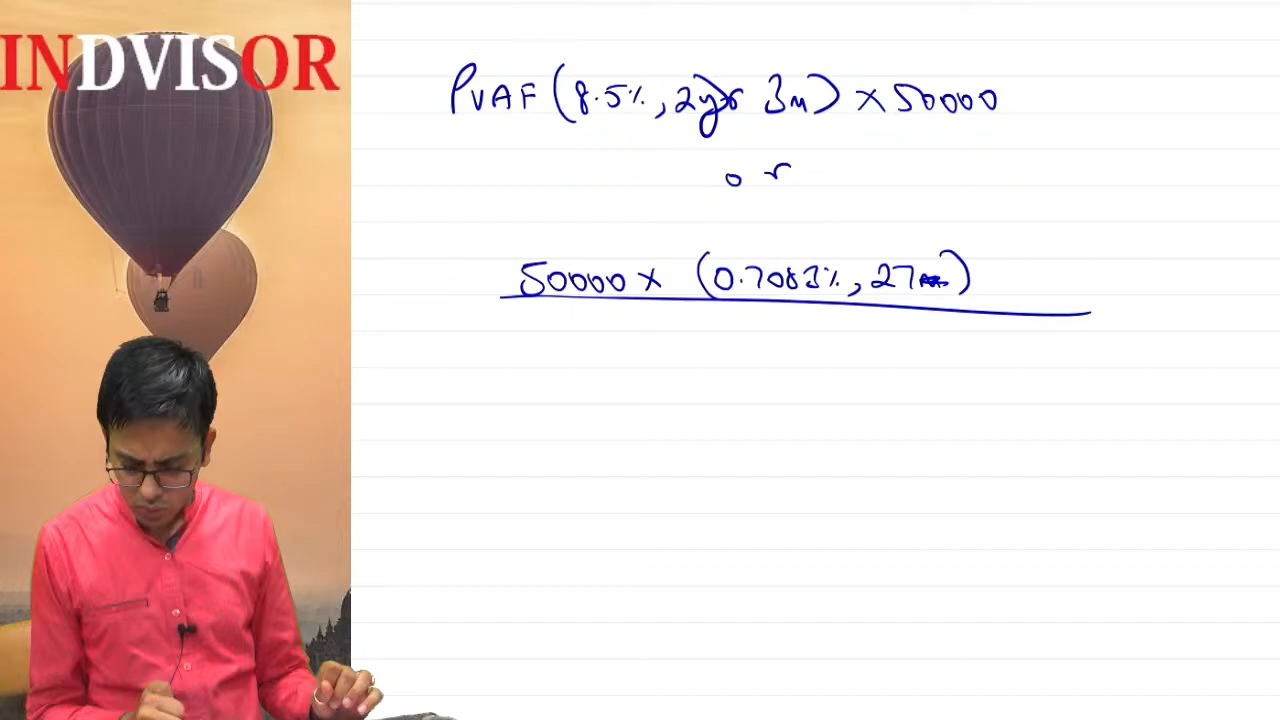 INDVISOR
PVAF (8.5%, 2yr 3m) × 50000
or
50000 × (0.7083%, 27m)